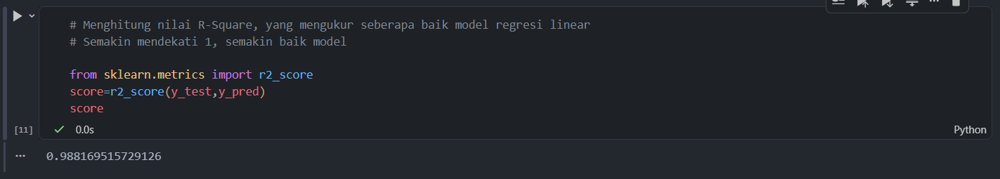 # Menghitung nilai R-Square, yang mengukur seberapa baik model regresi linear
# Semakin mendekati 1, semakin baik model
from sklearn.metrics import r2_score
score=r2_score(y_test,y_pred)
score
[11]
0.0s
Python
0.988169515729126